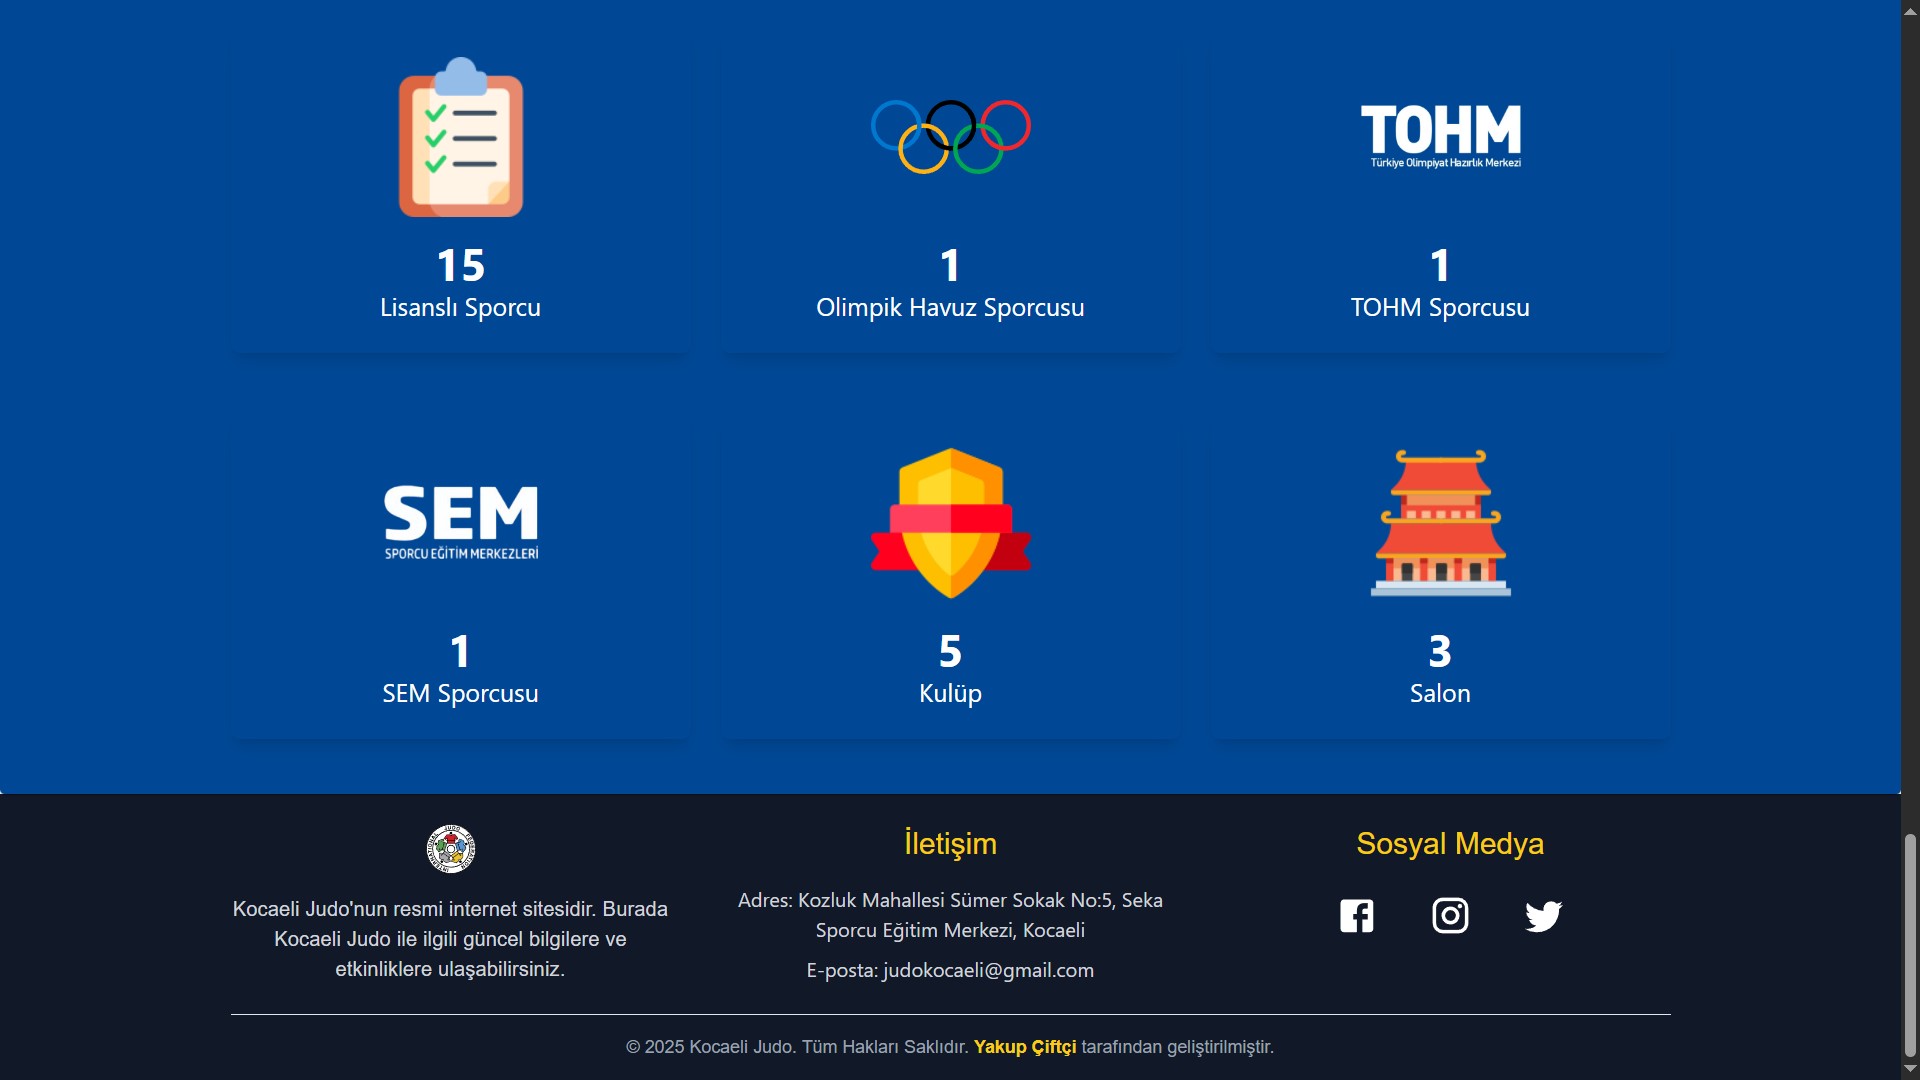 TOHM
Türkiye Olimpiyat Hazırlık Merkezi
15
Lisanslı Sporcu
1
Olimpik Havuz Sporcusu
1
TOHM Sporcusu
SEM
SPORCU EĞİTİM MERKEZLERİ
1
SEM Sporcusu
5
Kulüp
3
Salon
Kocaeli Judo'nun resmi internet sitesidir. Burada
Kocaeli Judo ile ilgili güncel bilgilere ve
etkinliklere ulaşabilirsiniz.
İletişim
Adres: Kozluk Mahallesi Sümer Sokak No:5, Seka
Sporcu Eğitim Merkezi, Kocaeli
E-posta: judokocaeli@gmail.com
Sosyal Medya
© 2025 Kocaeli Judo. Tüm Hakları Saklıdır. Yakup Çiftçi tarafından geliştirilmiştir.